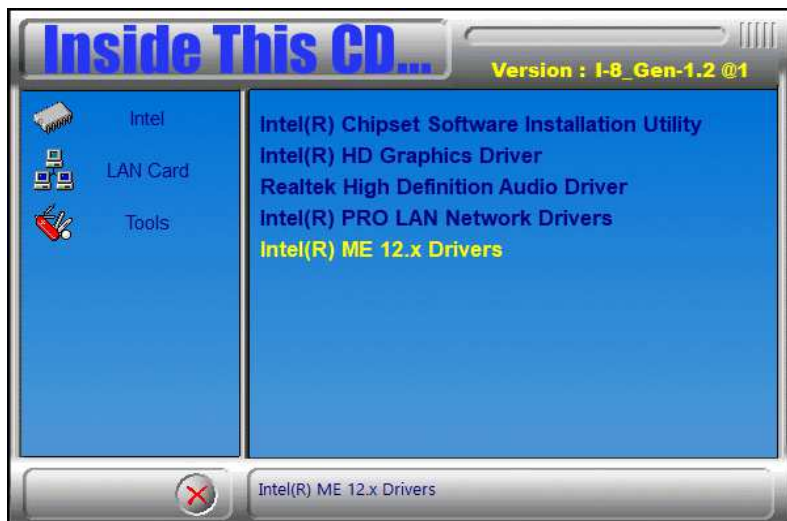 Inside This CD...
Version : I-8_Gen-1.2 @1
Intel
LAN Card
Tools
Intel(R) Chipset Software Installation Utility
Intel(R) HD Graphics Driver
Realtek High Definition Audio Driver
Intel(R) PRO LAN Network Drivers
Intel(R) ME 12.x Drivers
Intel(R) ME 12.x Drivers